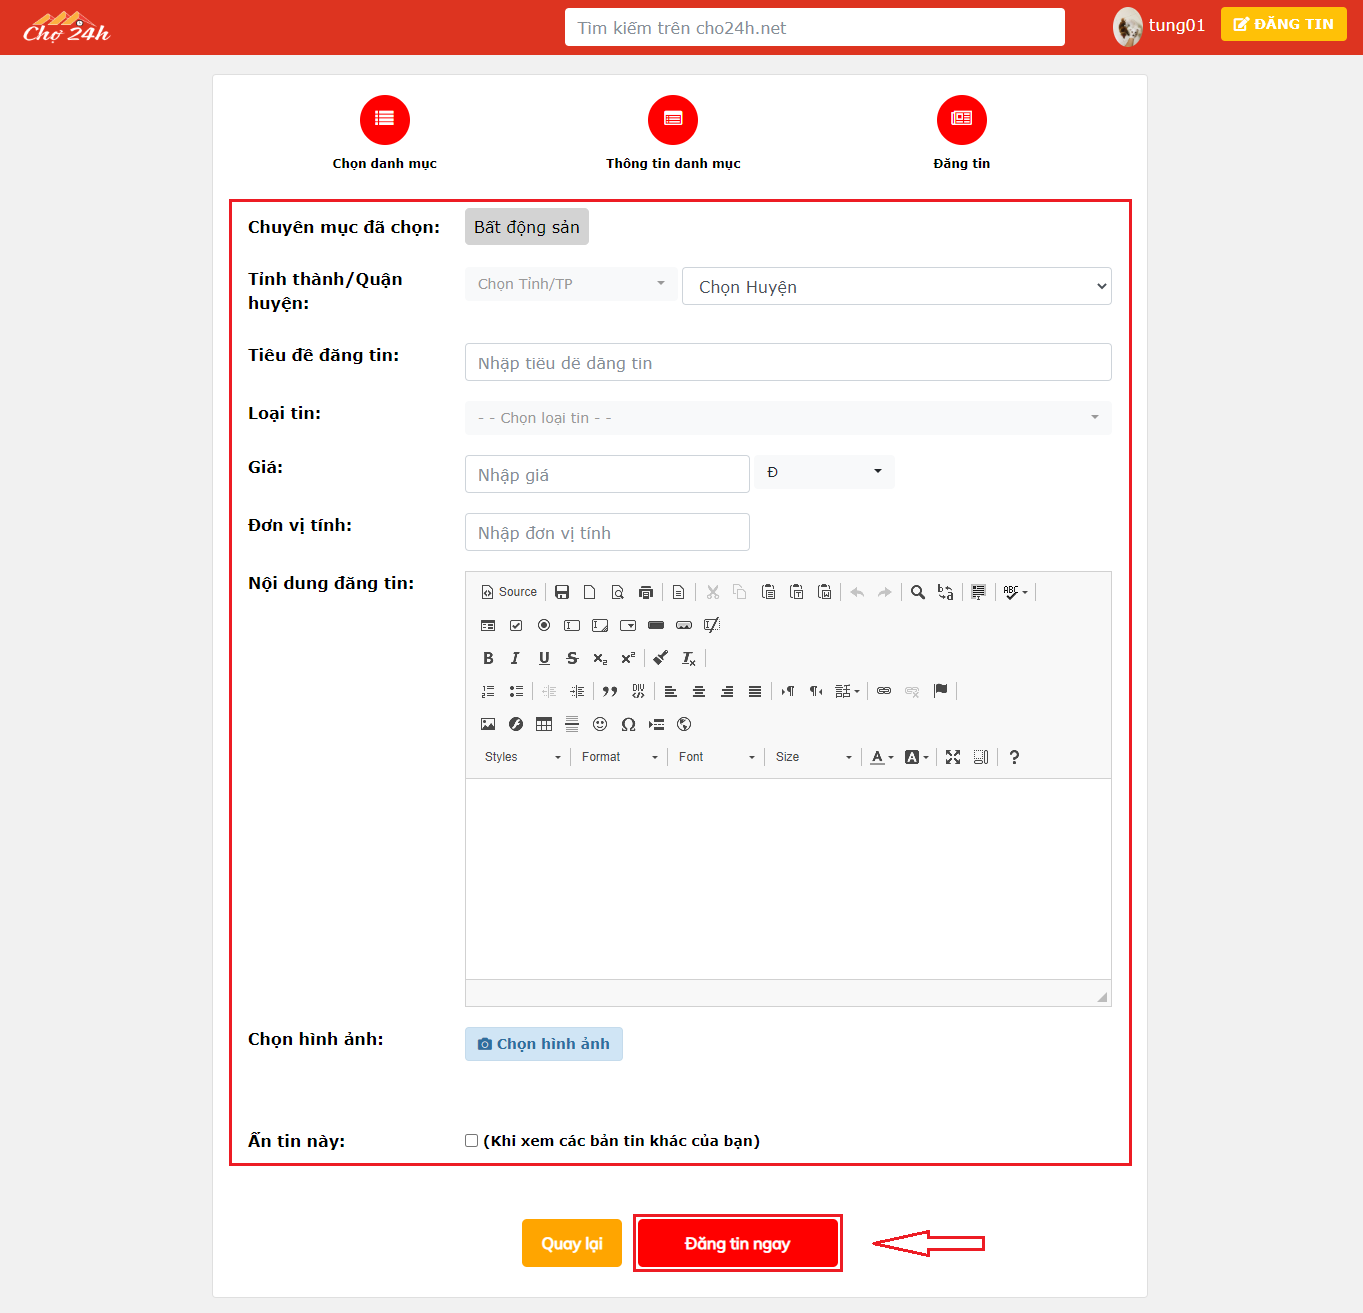 Chợ 24h
Tìm kiếm trên cho24h.net
tung01
ĐĂNG TIN
Chọn danh mục
Thông tin danh mục
Đăng tin
Chuyên mục đã chọn:
Bất động sản
Tỉnh thành/Quận
huyện:
Chọn Tỉnh/TP
Chọn Huyện
Tiêu đề đăng tin:
Nhập tiêu đề đăng tin
Loại tin:
- - Chọn loại tin - -
Giá:
Nhập giá
Đ
Đơn vị tính:
Nhập đơn vị tính
Nội dung đăng tin:
Source
Styles
Format
Font
Size
Chọn hình ảnh:
Chọn hình ảnh
Ẩn tin này:
(Khi xem các bản tin khác của bạn)
Quay lại
Đăng tin ngay